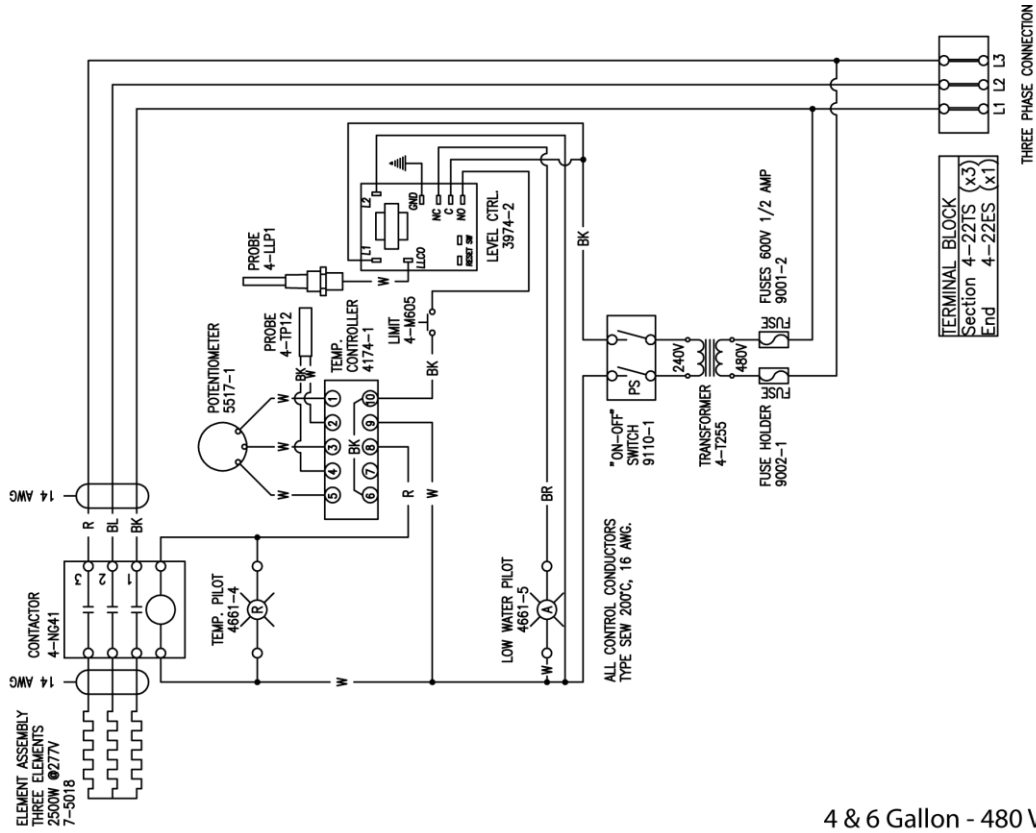 ELEMENT ASSEMBLY
THREE ELEMENTS
2500W @277V
7-5018
14 AWG
CONTACTOR
4-NG41
3
2
1
14 AWG
R
BL
BK
TEMP. PILOT
4661-4
R
W
POTENTIOMETER
5517-1
W
W
W
PROBE
4-TP12
BK
W
TEMP.
CONTROLLER
4174-1
1
2
3
4
5
6
7
8
9
10
BK
R
W
PROBE
4-LLP1
W
LIMIT
4-M605
BK
BK
L1
L2
LLCO
GND
NC
C
NO
RESET SW
LEVEL CTRL.
3974-2
LOW WATER PILOT
4661-5
A
W
BR
BK
ALL CONTROL CONDUCTORS
TYPE SEW 200°C, 16 AWG.
"ON-OFF"
SWITCH
9110-1
PS
TRANSFORMER
4-T255
240V
480V
FUSE HOLDER
9002-1
FUSE
FUSE
FUSES 600V 1/2 AMP
9001-2
TERMINAL BLOCK
Section 4-22TS (x3)
End 4-22ES (x1)
L1
L2
L3
THREE PHASE CONNECTION
4 & 6 Gallon - 480 V